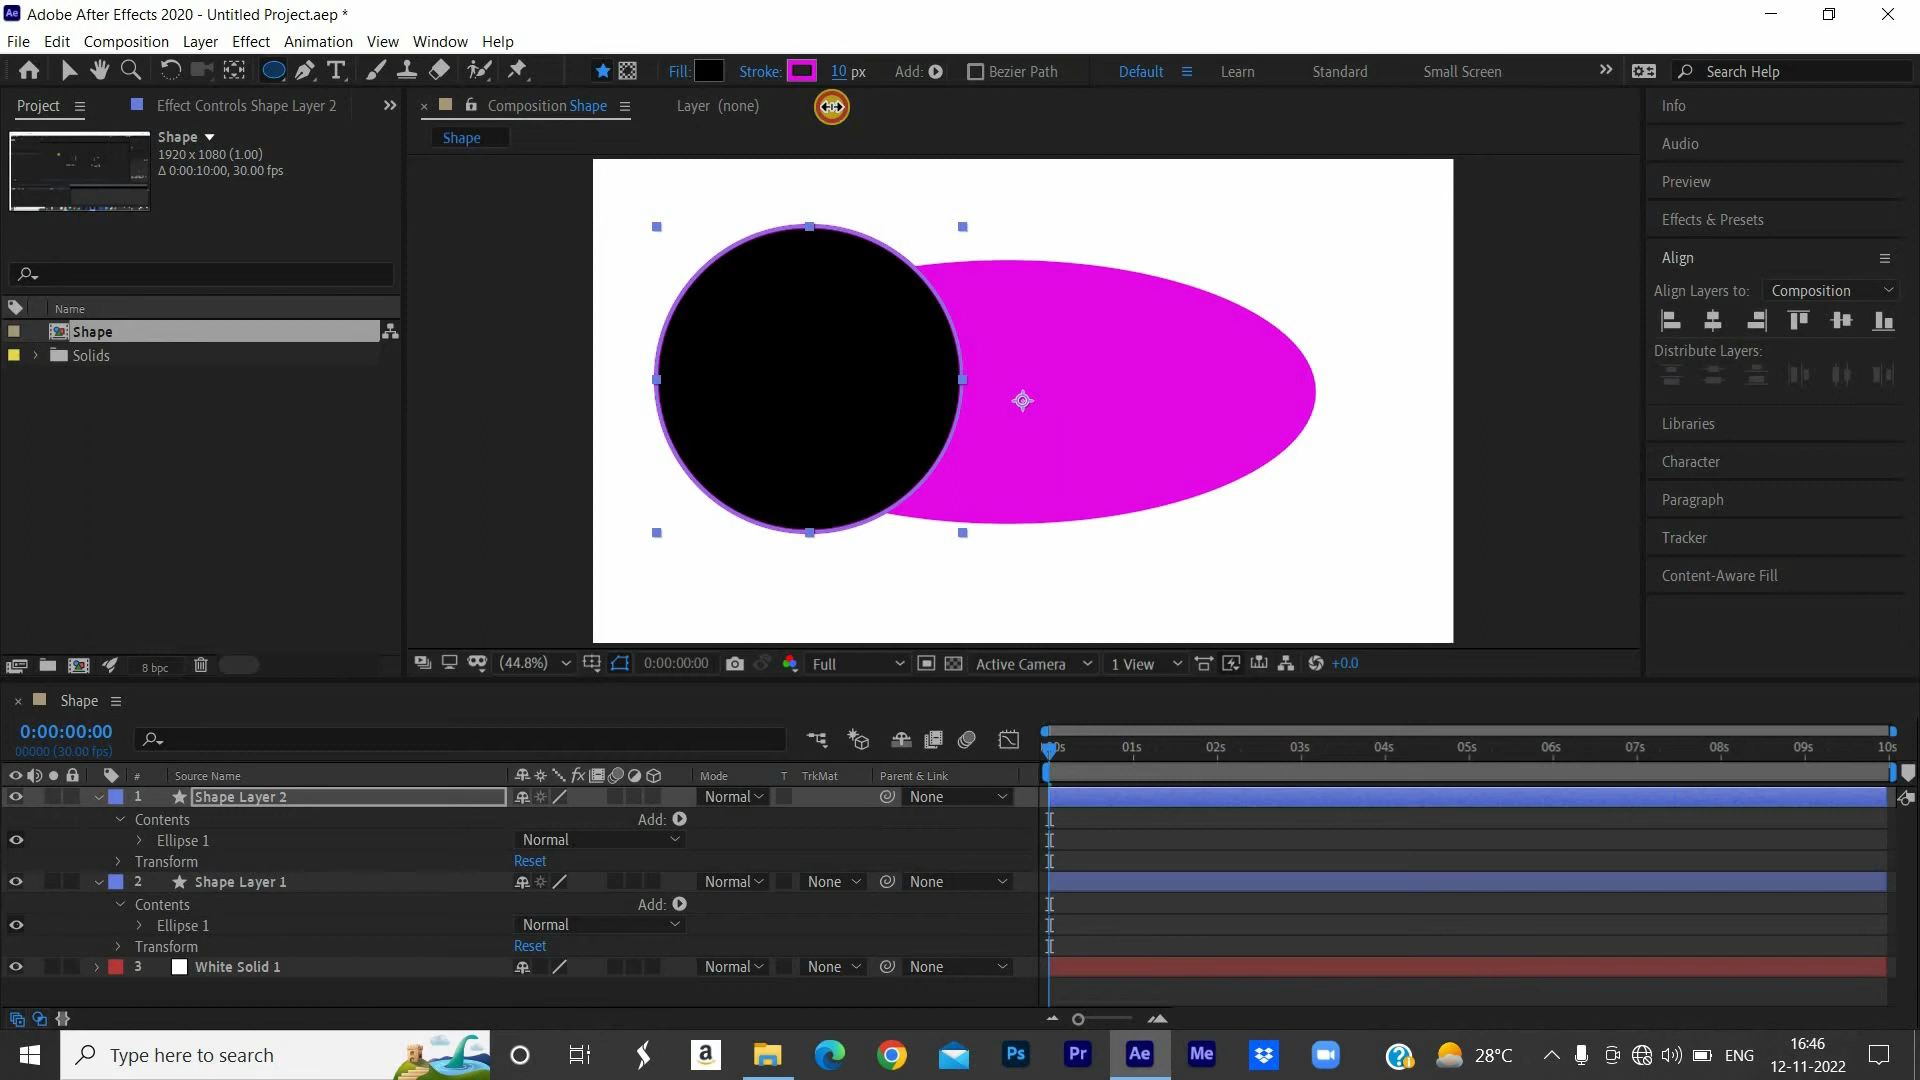 Ae Adobe After Effects 2020 - Untitled Project.aep *
File Edit Composition Layer Effect Animation View Window Help
Fill: Stroke: 10 px Add: Bezier Path Default Learn Standard Small Screen Search Help
Project Effect Controls Shape Layer 2 Composition Shape Layer (none) Info
Shape
1920 x 1080 (1.00)
Δ 0:00:10:00, 30.00 fps
Shape
Audio
Preview
Effects & Presets
Align
Align Layers to: Composition
Distribute Layers:
Libraries
Character
Paragraph
Tracker
Content-Aware Fill
Name
Shape
Solids
8 bpc
(44.8%) 0:00:00:00 Full Active Camera 1 View +0.0
Shape
0:00:00:00
00000 (30.00 fps)
00s 01s 02s 03s 04s 05s 06s 07s 08s 09s 10s
# Source Name fx Mode T TrkMat Parent & Link
1 Shape Layer 2 Normal None
Contents Add:
Ellipse 1 Normal
Transform Reset
2 Shape Layer 1 Normal None None
Contents Add:
Ellipse 1 Normal
Transform Reset
3 White Solid 1 Normal None None
Type here to search a Ps Pr Ae Me 28°C ENG
16:46
12-11-2022